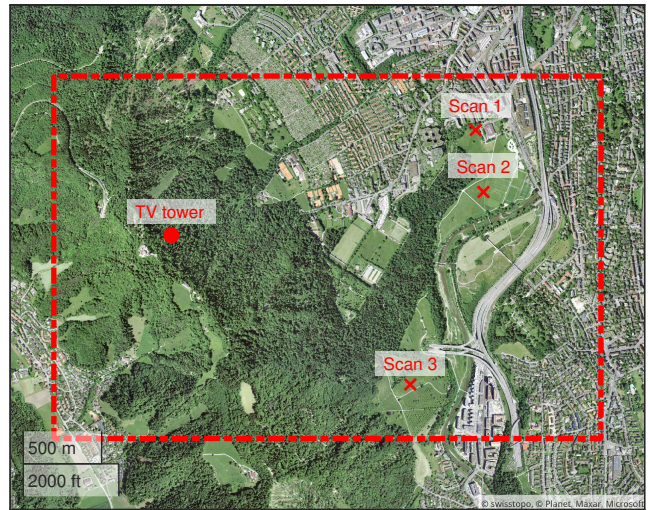 Scan 1
Scan 2
TV tower
Scan 3
500 m
2000 ft
© swisstopo, © Planet, Maxar, Microsoft